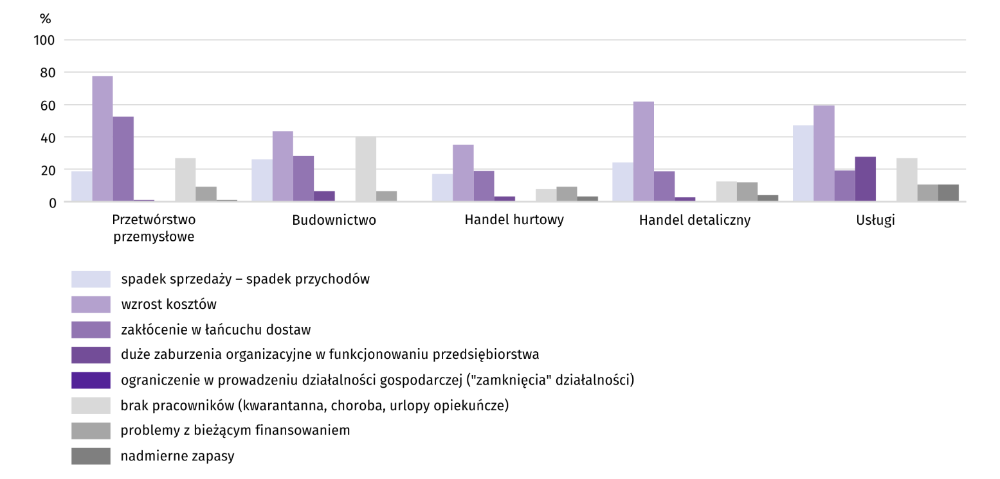 %
100
80
60
40
20
0
Przetwórstwo
przemysłowe
Budownictwo
Handel hurtowy
Handel detaliczny
Usługi
spadek sprzedaży – spadek przychodów
wzrost kosztów
zakłócenie w łańcuchu dostaw
duże zaburzenia organizacyjne w funkcjonowaniu przedsiębiorstwa
ograniczenie w prowadzeniu działalności gospodarczej ("zamknięcia" działalności)
brak pracowników (kwarantanna, choroba, urlopy opiekuńcze)
problemy z bieżącym finansowaniem
nadmierne zapasy